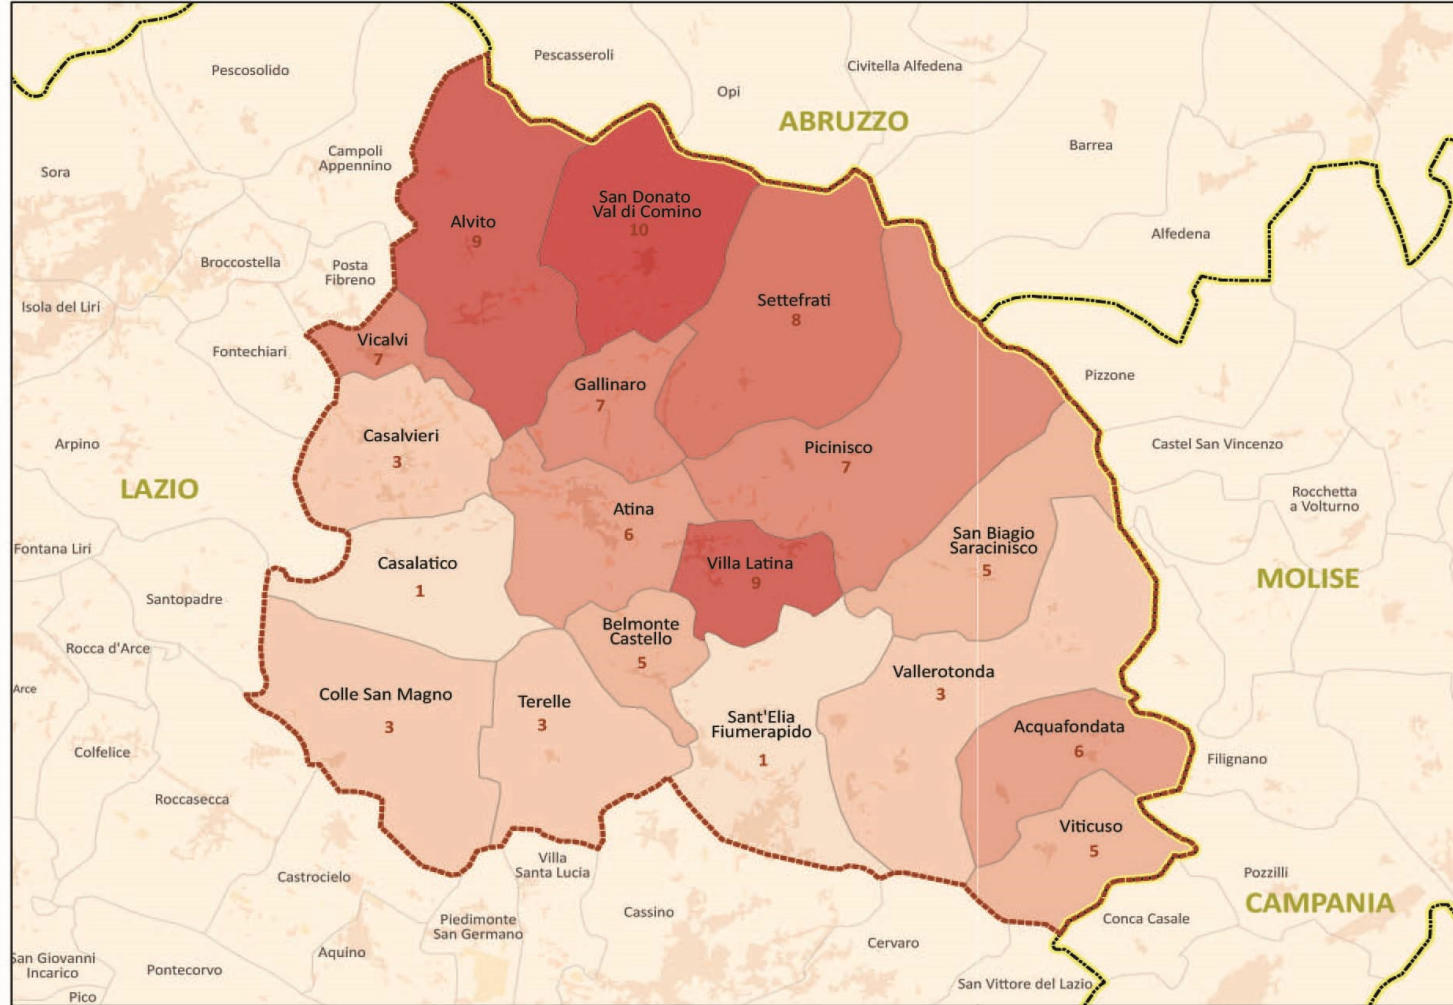 Pescasseroli
Civitella Alfedena
Pescosolido
Opi
ABRUZZO
Barrea
Campoli
Appennino
Sora
San Donato
Val di Comino
10
Alvito
9
Alfedena
Broccostella
Posta
Fibreno
Isola del Liri
Settefrati
8
Vicalvi
7
Fontechiari
Pizzone
Gallinaro
7
Casalvieri
3
Arpino
Picinisco
7
Castel San Vincenzo
LAZIO
Rocchetta
a Volturno
Atina
6
San Biagio
Saracinisco
5
Fontana Liri
Casalatico
1
Villa Latina
9
MOLISE
Santopadre
Belmonte
Castello
5
Rocca d'Arce
Arce
Vallerotonda
3
Colle San Magno
3
Terelle
3
Sant'Elia
Fiumerapido
1
Acquafondata
6
Colfelice
Filignano
Roccasecca
Viticuso
5
Villa
Santa Lucia
Castrocielo
Pozzilli
CAMPANIA
Cassino
Piedimonte
San Germano
Conca Casale
Cervaro
Aquino
San Giovanni
Incarico
Pontecorvo
San Vittore del Lazio
Pico